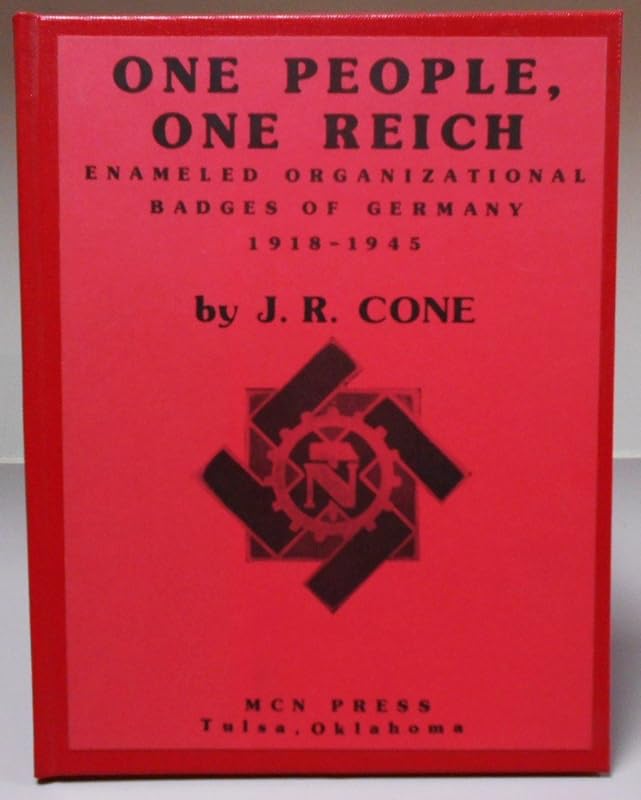 ONE PEOPLE,
ONE REICH
ENAMELED ORGANIZATIONAL
BADGES OF GERMANY
1918-1945
by J. R. CONE
N
MCN PRESS
Tulsa, Oklahoma